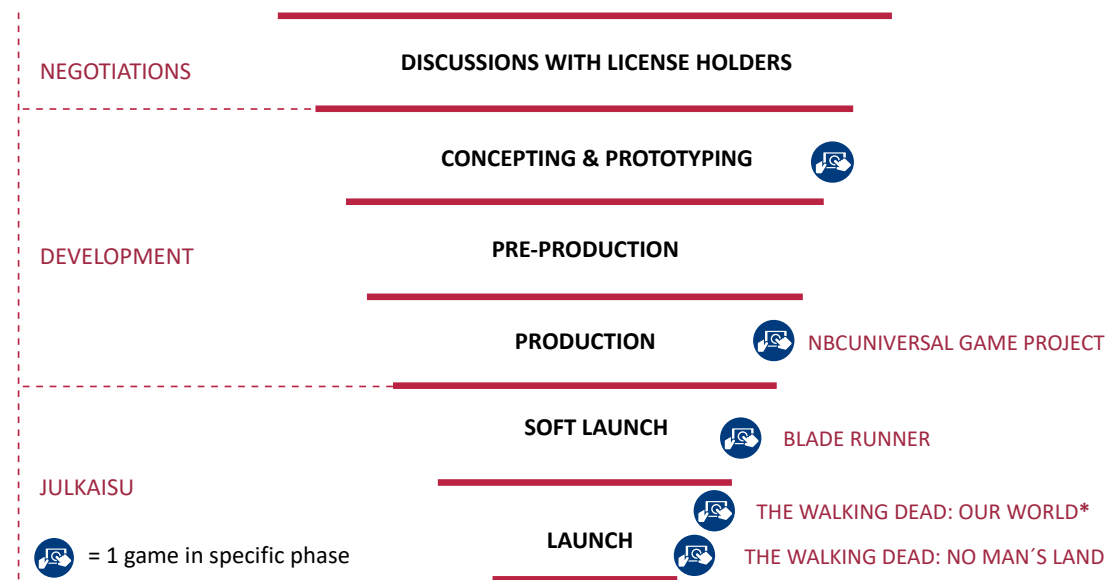 NEGOTIATIONS
DISCUSSIONS WITH LICENSE HOLDERS
CONCEPTING & PROTOTYPING
DEVELOPMENT
PRE-PRODUCTION
PRODUCTION
NBCUNIVERSAL GAME PROJECT
SOFT LAUNCH
BLADE RUNNER
JULKAISU
THE WALKING DEAD: OUR WORLD*
LAUNCH
THE WALKING DEAD: NO MAN´S LAND
= 1 game in specific phase